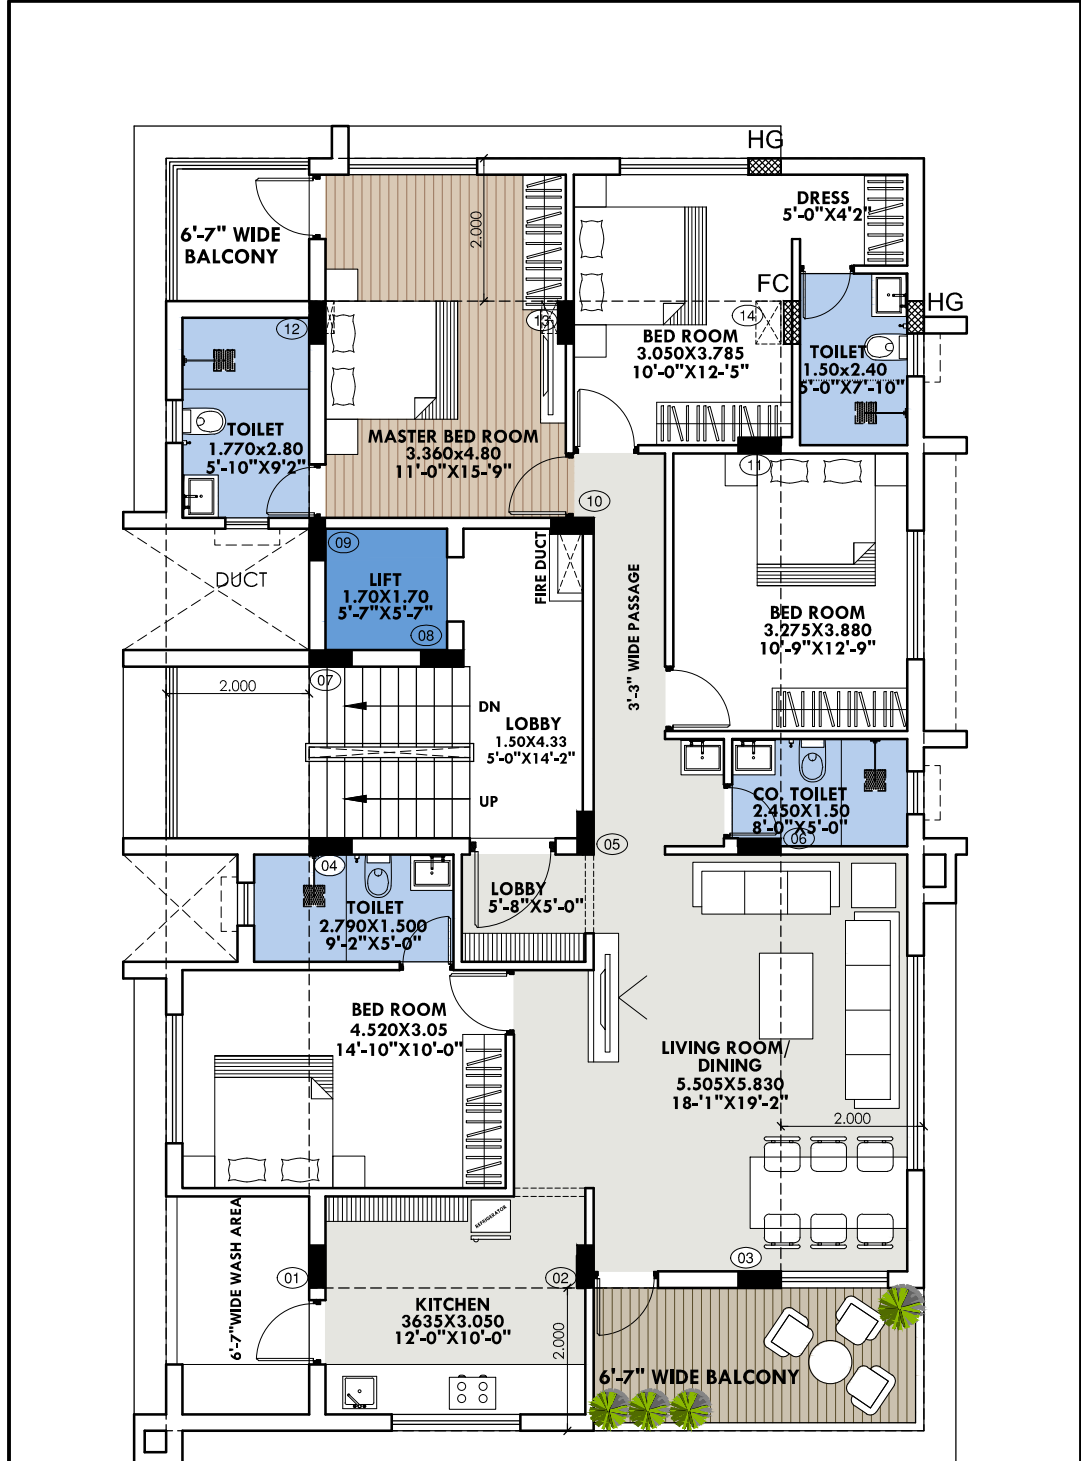 HG
DRESS
5'-0"X4'2"
6'-7" WIDE
BALCONY
2.000
FC
HG
12
13
14
BED ROOM
3.050X3.785
10'-0"X12-'5"
TOILET
1.50x2.40
5'-0"X7'-10"
TOILET
1.770x2.80
5'-10"X9'2"
MASTER BED ROOM
3.360x4.80
11'-0"X15-'9"
11
10
09
FIRE DUCT
DUCT
LIFT
1.70X1.70
5'-7"X5'-7"
08
3'-3" WIDE PASSAGE
BED ROOM
3.275X3.880
10'-9"X12'-9"
07
2.000
DN
LOBBY
1.50X4.33
5'-0"X14'-2"
UP
CO. TOILET
2.450X1.50
8'-0"X5'-0"
06
05
04
LOBBY
5'-8"X5'-0"
TOILET
2.790X1.500
9'-2"X5'-0"
BED ROOM
4.520X3.05
14'-10"X10'-0"
LIVING ROOM/
DINING
5.505X5.830
18-'1"X19'-2"
2.000
REFRIGERATOR
6'-7"WIDE WASH AREA
01
02
03
KITCHEN
3635X3.050
12'-0"X10'-0"
2.000
6'-7" WIDE BALCONY